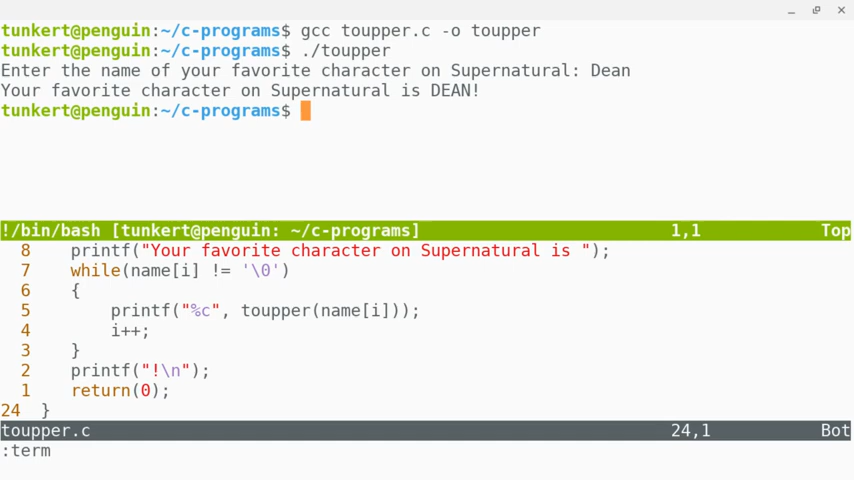 tunkert@penguin:~/c-programs$ gcc toupper.c -o toupper
tunkert@penguin:~/c-programs$ ./toupper
Enter the name of your favorite character on Supernatural: Dean
Your favorite character on Supernatural is DEAN!
tunkert@penguin:~/c-programs$
!/bin/bash [tunkert@penguin: ~/c-programs] 1,1 Top
8 printf("Your favorite character on Supernatural is ");
7 while(name[i] != '\0')
6 {
5 printf("%c", toupper(name[i]));
4 i++;
3 }
2 printf("!\n");
1 return(0);
24 }
toupper.c 24,1 Bot
:term